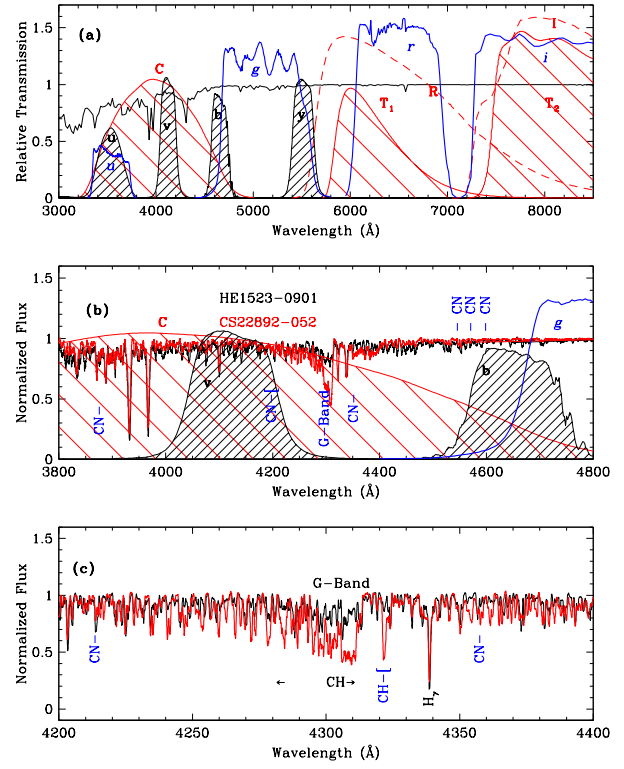 (a)
C
g
r
I
i
T1
R
T2
u
u
v
b
y
Relative Transmission
0
0.5
1
1.5
3000 4000 5000 6000 7000 8000
Wavelength (Å)
(b)
HE1523-0901
CS22892-052
C
CN
CN
CN
g
v
b
CN-
CN-[
G-Band
CN-
Normalized Flux
0
0.5
1
1.5
3800 4000 4200 4400 4600 4800
Wavelength (Å)
(c)
G-Band
CN-
← CH→
CH-[
Hγ
CN-
Normalized Flux
0
0.5
1
1.5
4200 4250 4300 4350 4400
Wavelength (Å)